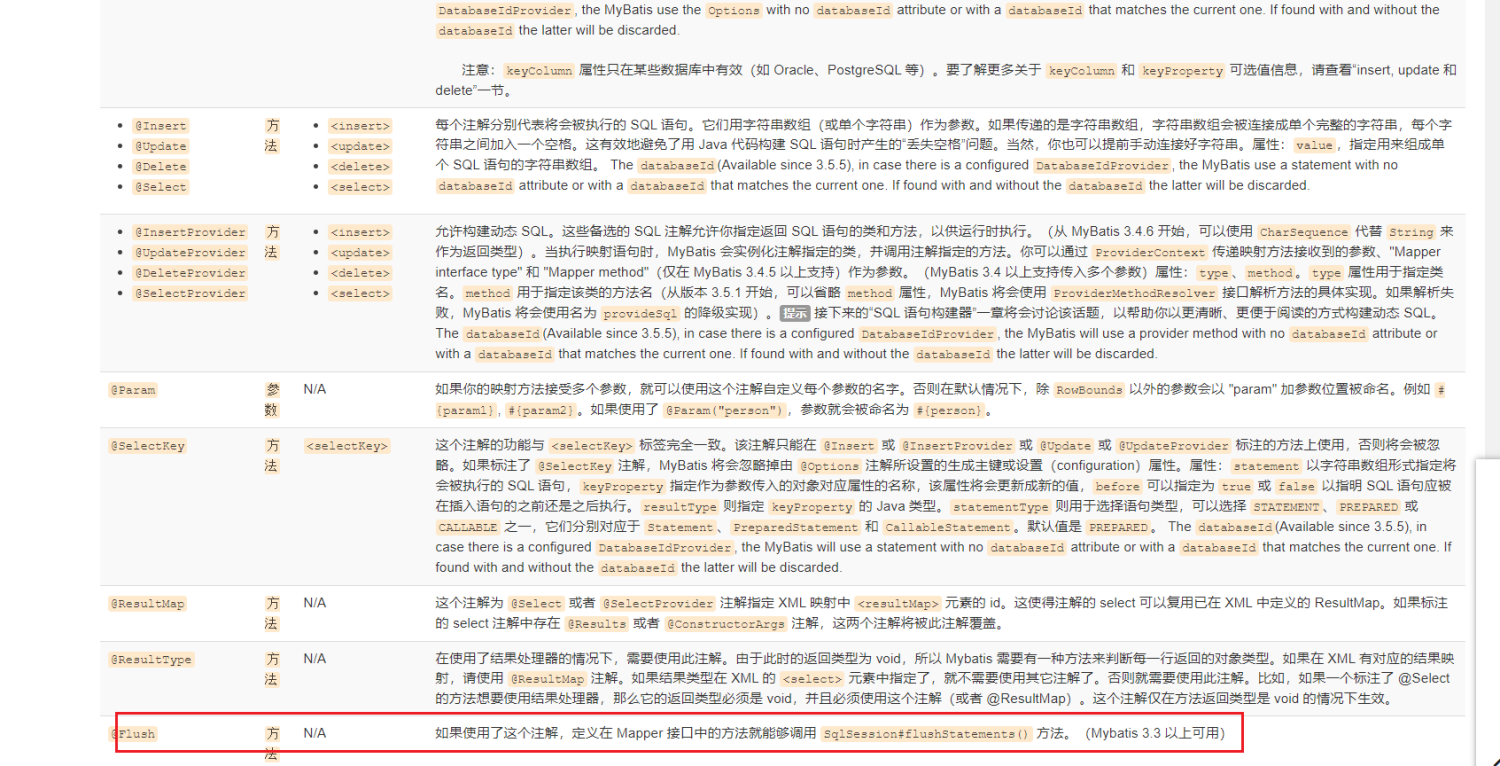 DatabaseIdProvider, the MyBatis use the Options with no databaseId attribute or with a databaseId that matches the current one. If found with and without the
databaseId the latter will be discarded.
注意：keyColumn 属性只在某些数据库中有效（如 Oracle、PostgreSQL 等）。要了解更多关于 keyColumn 和 keyProperty 可选值信息，请查看“insert, update 和
delete”一节。
@Insert
@Update
@Delete
@Select
方
法
<insert>
<update>
<delete>
<select>
每个注解分别代表将会被执行的 SQL 语句。它们用字符串数组（或单个字符串）作为参数。如果传递的是字符串数组，字符串数组会被连接成单个完整的字符串，每个字
符串之间加入一个空格。这有效地避免了用 Java 代码构建 SQL 语句时产生的“丢失空格”问题。当然，你也可以提前手动连接好字符串。属性：value，指定用来组成单
个 SQL 语句的字符串数组。 The databaseId(Available since 3.5.5), in case there is a configured DatabaseIdProvider, the MyBatis use a statement with no
databaseId attribute or with a databaseId that matches the current one. If found with and without the databaseId the latter will be discarded.
@InsertProvider
@UpdateProvider
@DeleteProvider
@SelectProvider
方
法
<insert>
<update>
<delete>
<select>
允许构建动态 SQL。这些备选的 SQL 注解允许你指定返回 SQL 语句的类和方法，以供运行时执行。（从 MyBatis 3.4.6 开始，可以使用 CharSequence 代替 String 来
作为返回类型）。当执行映射语句时，MyBatis 会实例化注解指定的类，并调用注解指定的方法。你可以通过 ProviderContext 传递映射方法接收到的参数、"Mapper
interface type" 和 "Mapper method"（仅在 MyBatis 3.4.5 以上支持）作为参数。（MyBatis 3.4 以上支持传入多个参数）属性：type、method。type 属性用于指定类
名。method 用于指定该类的方法名（从版本 3.5.1 开始，可以省略 method 属性，MyBatis 将会使用 ProviderMethodResolver 接口解析方法的具体实现。如果解析失
败，MyBatis 将会使用名为 provideSql 的降级实现）。提示 接下来的“SQL 语句构建器”一章将会讨论该话题，以帮助你以更清晰、更便于阅读的方式构建动态 SQL。
The databaseId(Available since 3.5.5), in case there is a configured DatabaseIdProvider, the MyBatis will use a provider method with no databaseId attribute or
with a databaseId that matches the current one. If found with and without the databaseId the latter will be discarded.
@Param
参
数
N/A
如果你的映射方法接受多个参数，就可以使用这个注解自定义每个参数的名字。否则在默认情况下，除 RowBounds 以外的参数会以 "param" 加参数位置被命名。例如 #
{param1}, #{param2}。如果使用了 @Param("person")，参数就会被命名为 #{person}。
@SelectKey
方
法
<selectKey>
这个注解的功能与 <selectKey> 标签完全一致。该注解只能在 @Insert 或 @InsertProvider 或 @Update 或 @UpdateProvider 标注的方法上使用，否则将会被忽
略。如果标注了 @SelectKey 注解，MyBatis 将会忽略掉由 @Options 注解所设置的生成主键或设置（configuration）属性。属性：statement 以字符串数组形式指定将
会被执行的 SQL 语句，keyProperty 指定作为参数传入的对象对应属性的名称，该属性将会更新成新的值，before 可以指定为 true 或 false 以指明 SQL 语句应被
在插入语句的之前还是之后执行。resultType 则指定 keyProperty 的 Java 类型。statementType 则用于选择语句类型，可以选择 STATEMENT、PREPARED 或
CALLABLE 之一，它们分别对应于 Statement、PreparedStatement 和 CallableStatement。默认值是 PREPARED。 The databaseId(Available since 3.5.5), in
case there is a configured DatabaseIdProvider, the MyBatis will use a statement with no databaseId attribute or with a databaseId that matches the current one. If
found with and without the databaseId the latter will be discarded.
@ResultMap
方
法
N/A
这个注解为 @Select 或者 @SelectProvider 注解指定 XML 映射中 <resultMap> 元素的 id。这使得注解的 select 可以复用已在 XML 中定义的 ResultMap。如果标注
的 select 注解中存在 @Results 或者 @ConstructorArgs 注解，这两个注解将被此注解覆盖。
@ResultType
方
法
N/A
在使用了结果处理器的情况下，需要使用此注解。由于此时的返回类型为 void，所以 Mybatis 需要有一种方法来判断每一行返回的对象类型。如果在 XML 有对应的结果映
射，请使用 @ResultMap 注解。如果结果类型在 XML 的 <select> 元素中指定了，就不需要使用其它注解了。否则就需要使用此注解。比如，如果一个标注了 @Select
的方法想要使用结果处理器，那么它的返回类型必须是 void，并且必须使用这个注解（或者 @ResultMap）。这个注解仅在方法返回类型是 void 的情况下生效。
@Flush
方
法
N/A
如果使用了这个注解，定义在 Mapper 接口中的方法就能够调用 SqlSession#flushStatements() 方法。（Mybatis 3.3 以上可用）